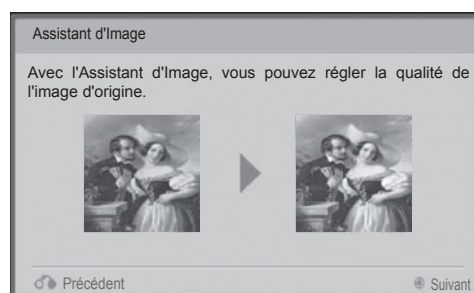 Assistant d'Image
Avec l'Assistant d'Image, vous pouvez régler la qualité de
l'image d'origine.
Précédent
Suivant